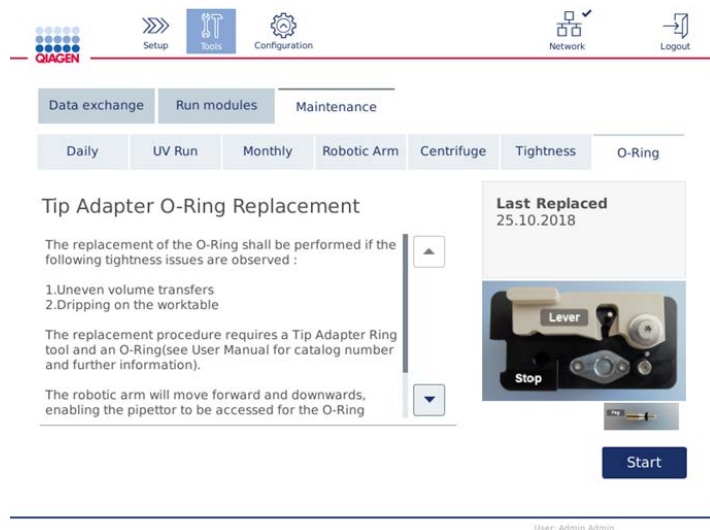 QIAGEN
Setup
Tools
Configuration
Network
Logout
Data exchange
Run modules
Maintenance
Daily
UV Run
Monthly
Robotic Arm
Centrifuge
Tightness
O-Ring
Tip Adapter O-Ring Replacement
The replacement of the O-Ring shall be performed if the
following tightness issues are observed :
1.Uneven volume transfers
2.Dripping on the worktable
The replacement procedure requires a Tip Adapter Ring
tool and an O-Ring(see User Manual for catalog number
and further information).
The robotic arm will move forward and downwards,
enabling the pipettor to be accessed for the O-Ring
Last Replaced
25.10.2018
Lever
Stop
Start
User: Admin Admin